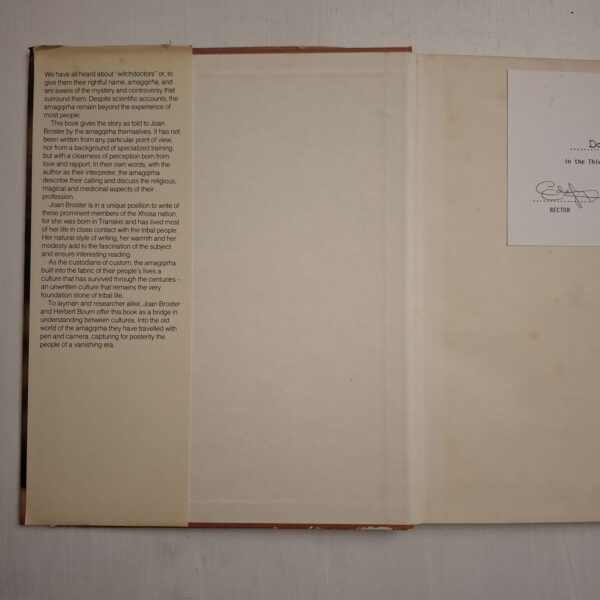 We have all heard about "witchdoctors" or, to
give them their rightful name, amagqirha, and
are aware of the mystery and controversy that
surround them. Despite scientific accounts, the
amagqirha remain beyond the experience of
most people.
This book gives the story as told to Joan
Broster by the amagqirha themselves. It has not
been written from any particular point of view,
nor from a background of specialized training,
but with a clearness of perception born from
love and rapport. In their own words, with the
author as their interpreter, the amagqirha
describe their calling and discuss the religious,
magical and medicinal aspects of their
profession.
Joan Broster is in a unique position to write of
these prominent members of the Xhosa nation,
for she was born in Transkei and has lived most
of her life in close contact with the tribal people.
Her natural style of writing, her warmth and her
modesty add to the fascination of the subject
and ensure interesting reading.
As the custodians of custom, the amagqirha
built into the fabric of their people's lives a
culture that has survived through the centuries –
an unwritten culture that remains the very
foundation stone of tribal life.
To layman and researcher alike, Joan Broster
and Herbert Bourn offer this book as a bridge in
understanding between cultures. Into the old
world of the amagqirha they have travelled with
pen and camera, capturing for posterity the
people of a vanishing era.
in the
RECTOR